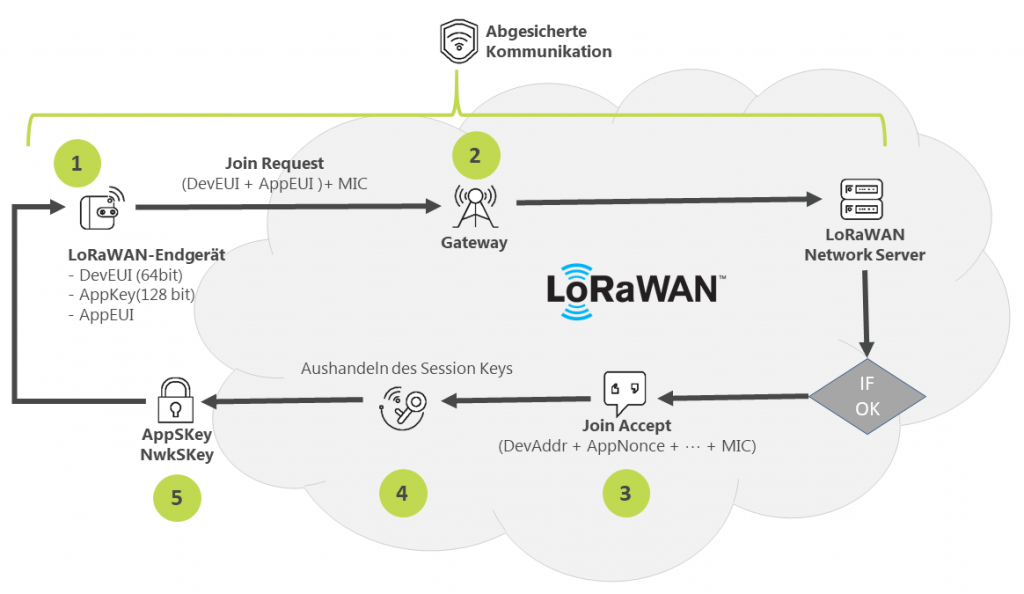 Abgesicherte
Kommunikation
1
Join Request
(DevEUI + AppEUI )+ MIC
2
Gateway
LoRaWAN
Network Server
LoRaWAN-Endgerät
- DevEUI (64bit)
- AppKey(128 bit)
- AppEUI
LoRaWAN™
IF
OK
Aushandeln des Session Keys
Join Accept
(DevAddr + AppNonce + ⋯ + MIC)
AppSKey
NwkSKey
5
4
3